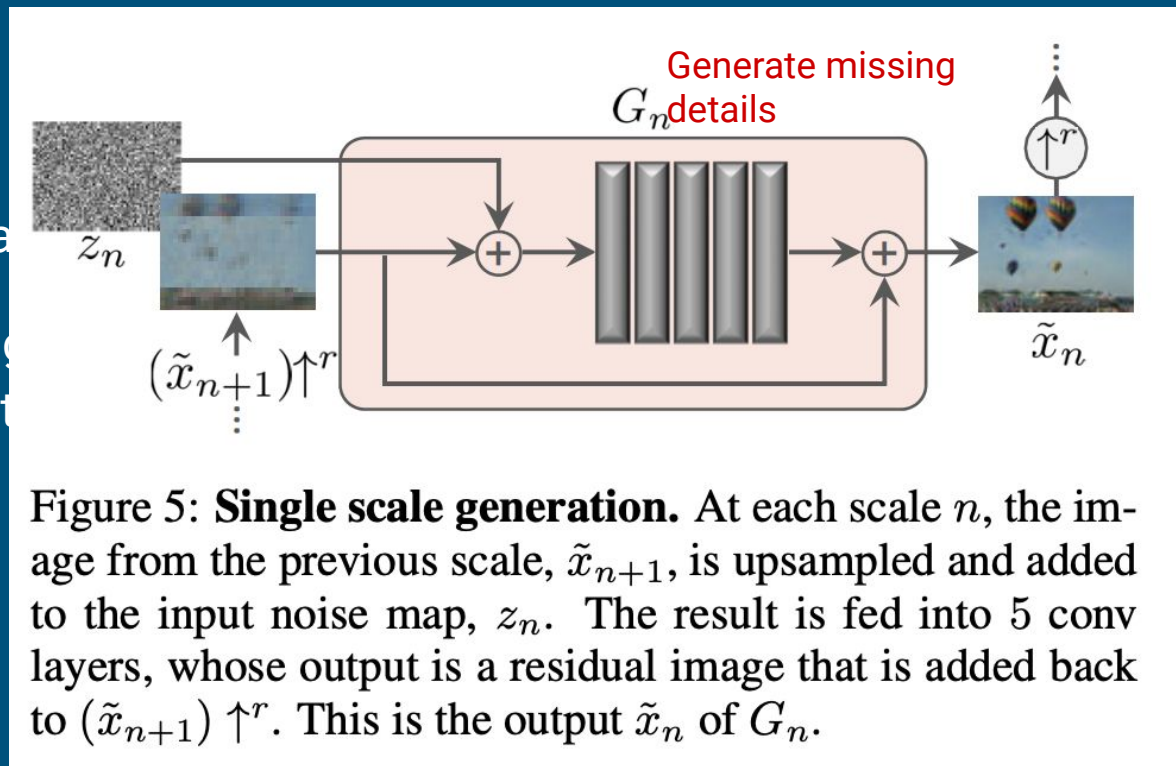 Generate missing
details
G_n
↑^r
z_n
(x̃_{n+1})↑^r
x̃_n
a
g
t
Figure 5: Single scale generation. At each scale n, the im-
age from the previous scale, x̃_{n+1}, is upsampled and added
to the input noise map, z_n. The result is fed into 5 conv
layers, whose output is a residual image that is added back
to (x̃_{n+1}) ↑^r. This is the output x̃_n of G_n.